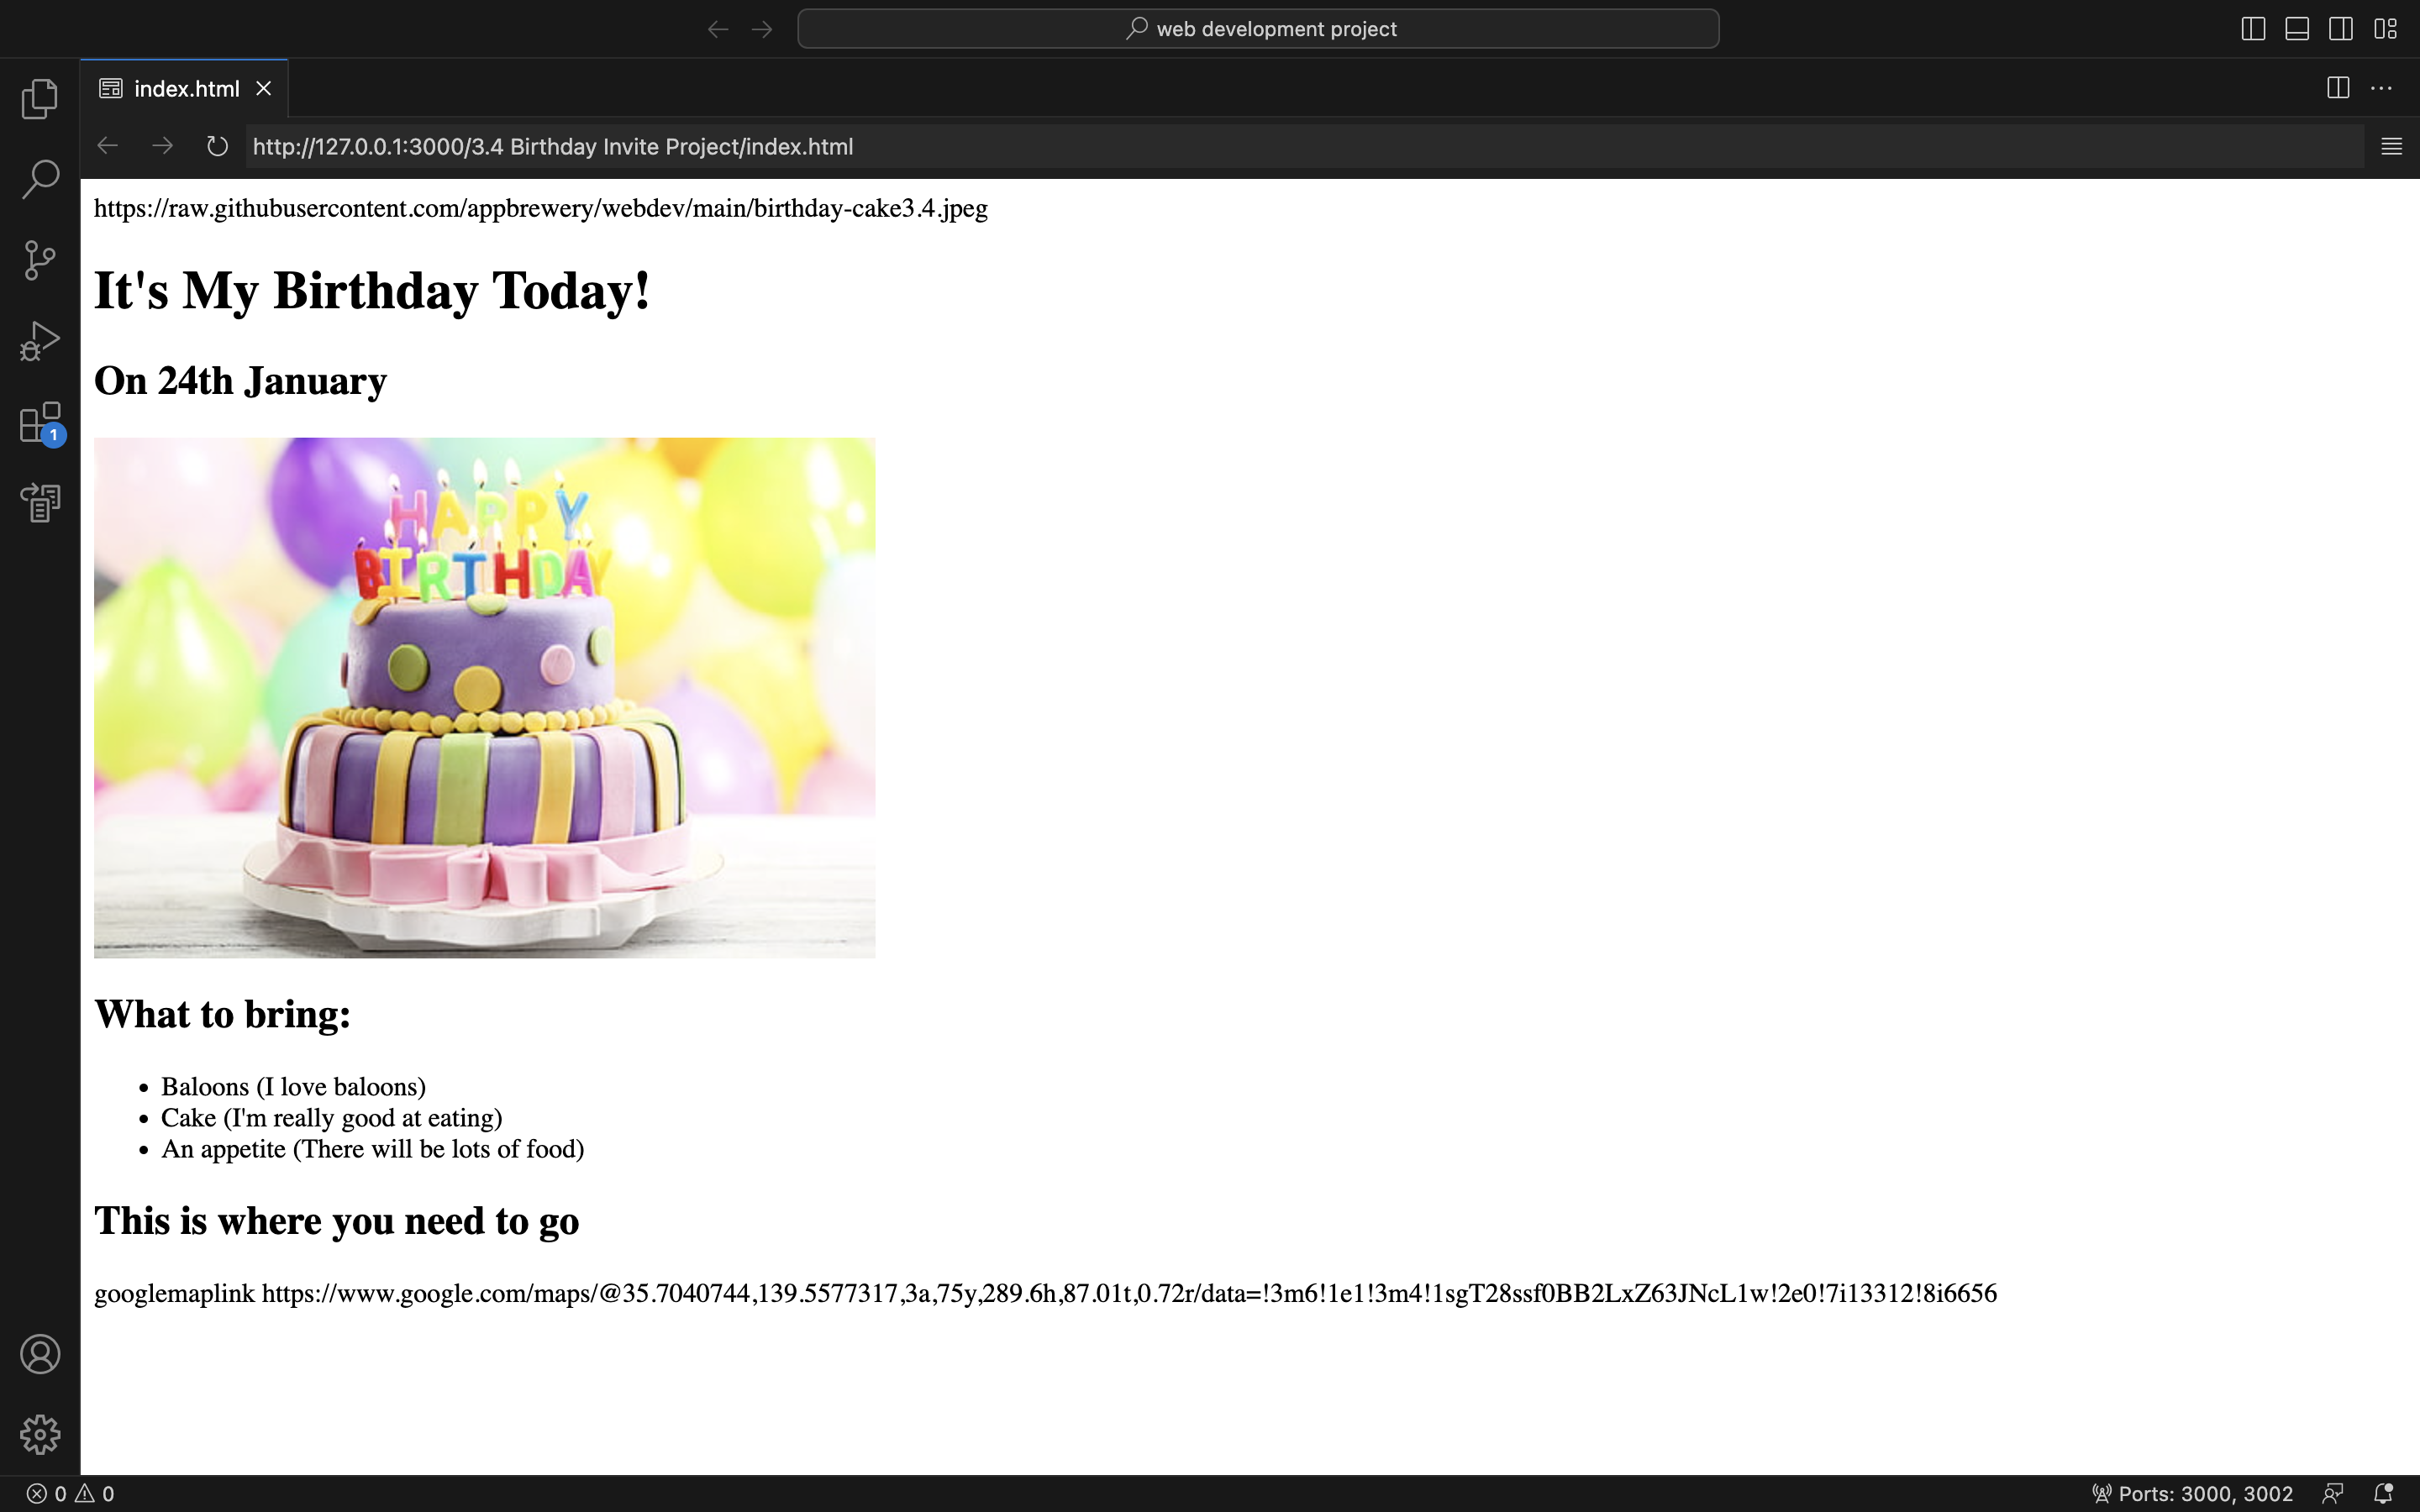 web development project
index.html
http://127.0.0.1:3000/3.4 Birthday Invite Project/index.html
https://raw.githubusercontent.com/appbrewery/webdev/main/birthday-cake3.4.jpeg
It's My Birthday Today!
On 24th January
HAPPY
BIRTHDAY
What to bring:
• Baloons (I love baloons)
• Cake (I'm really good at eating)
• An appetite (There will be lots of food)
This is where you need to go
googlemaplink https://www.google.com/maps/@35.7040744,139.5577317,3a,75y,289.6h,87.01t,0.72r/data=!3m6!1e1!3m4!1sgT28ssf0BB2LxZ63JNcL1w!2e0!7i13312!8i6656
1
0 0
Ports: 3000, 3002